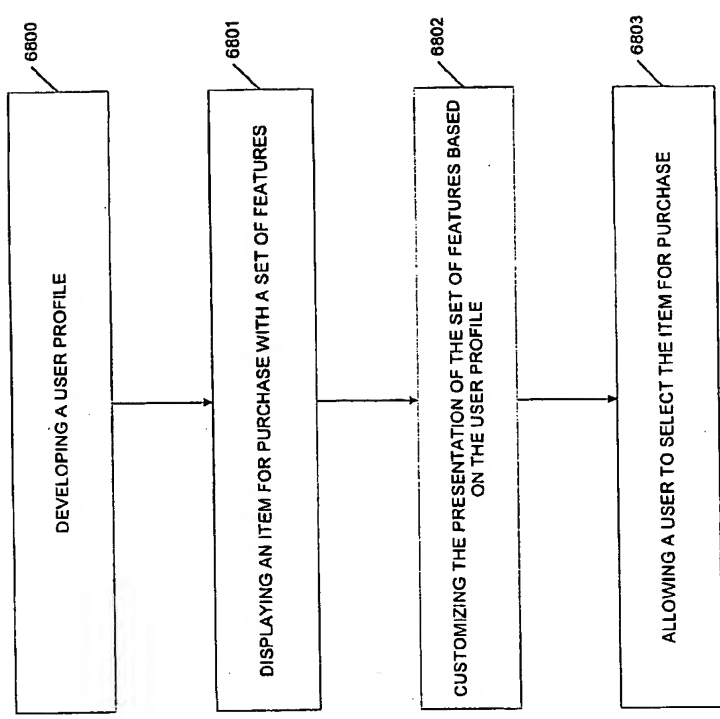 6800
DEVELOPING A USER PROFILE
6801
DISPLAYING AN ITEM FOR PURCHASE WITH A SET OF FEATURES
6802
CUSTOMIZING THE PRESENTATION OF THE SET OF FEATURES BASED
ON THE USER PROFILE
6803
ALLOWING A USER TO SELECT THE ITEM FOR PURCHASE